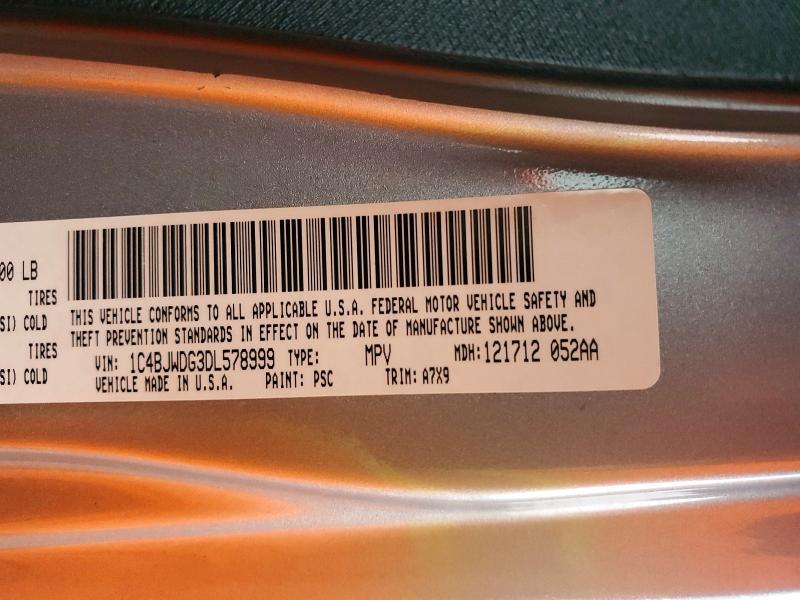 00 LB
TIRES
SI) COLD
TIRES
SI) COLD
THIS VEHICLE CONFORMS TO ALL APPLICABLE U.S.A. FEDERAL MOTOR VEHICLE SAFETY AND
THEFT PREVENTION STANDARDS IN EFFECT ON THE DATE OF MANUFACTURE SHOWN ABOVE.
VIN: 1C4BJWDG3DL578999 TYPE: MPV MDH:121712 052AA
VEHICLE MADE IN U.S.A. PAINT: PSC TRIM: A7X9